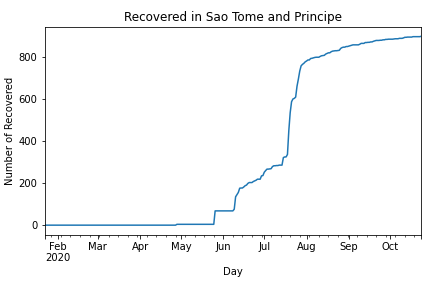 Recovered in Sao Tome and Principe
Number of Recovered
800
600
400
200
0
Feb Mar Apr May Jun Jul Aug Sep Oct
2020
Day